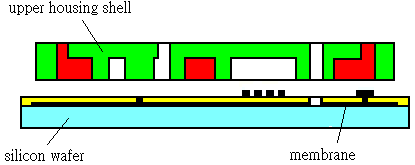 upper housing shell
silicon wafer
membrane